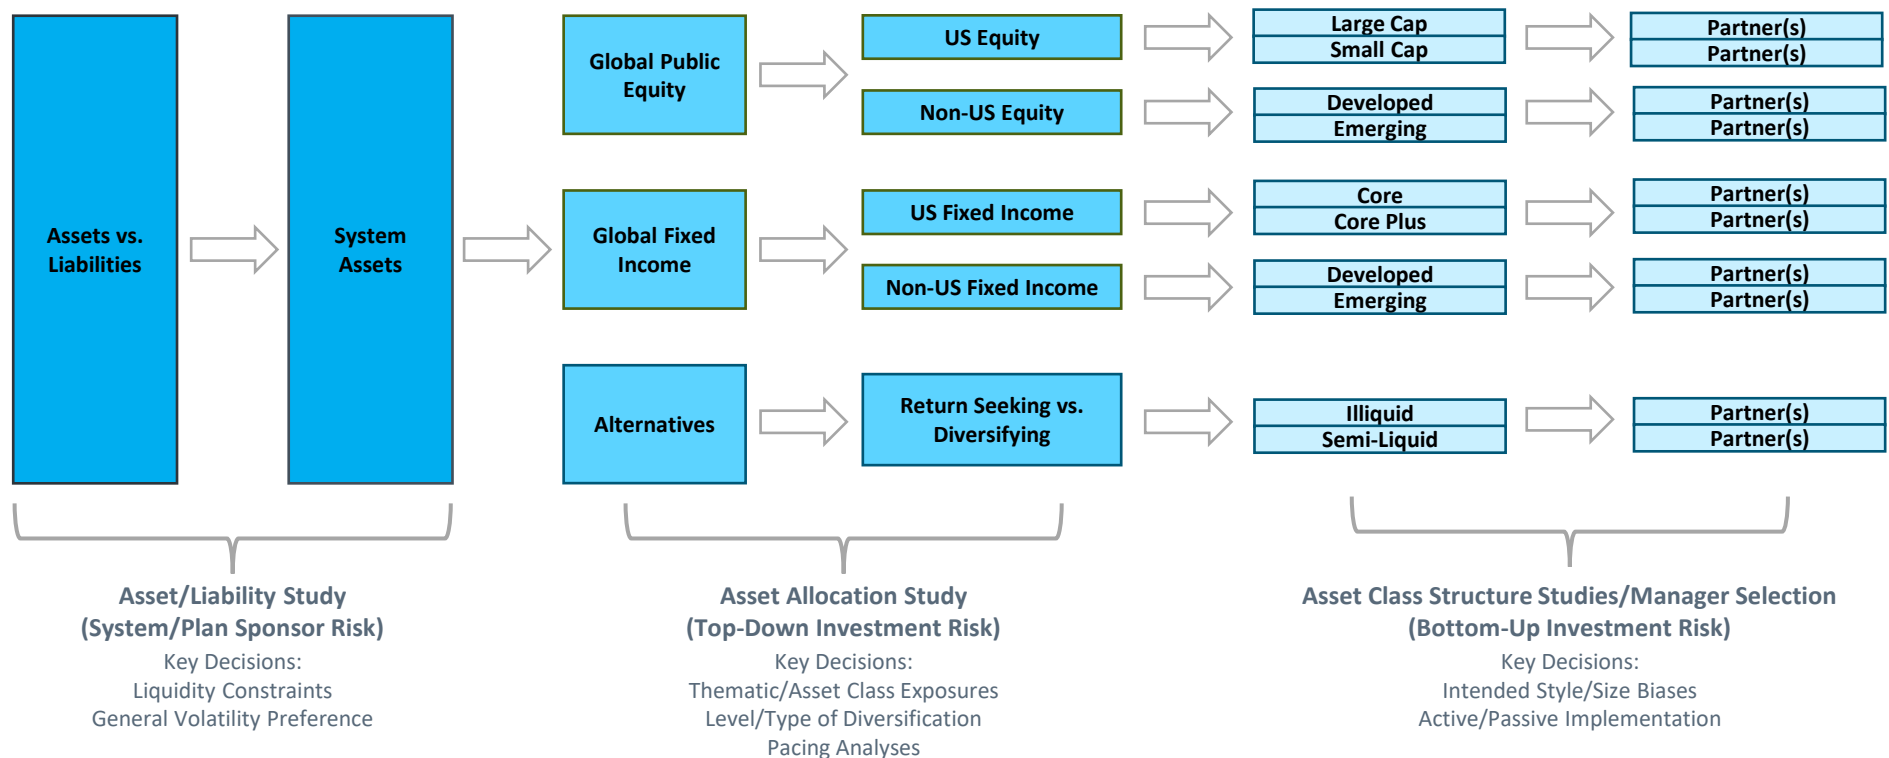 Assets vs.
Liabilities
System
Assets
Global Public
Equity
US Equity
Large Cap
Small Cap
Partner(s)
Partner(s)
Non-US Equity
Developed
Emerging
Partner(s)
Partner(s)
Global Fixed
Income
US Fixed Income
Core
Core Plus
Partner(s)
Partner(s)
Non-US Fixed Income
Developed
Emerging
Partner(s)
Partner(s)
Alternatives
Return Seeking vs.
Diversifying
Illiquid
Semi-Liquid
Partner(s)
Partner(s)
Asset/Liability Study
(System/Plan Sponsor Risk)
Key Decisions:
Liquidity Constraints
General Volatility Preference
Asset Allocation Study
(Top-Down Investment Risk)
Key Decisions:
Thematic/Asset Class Exposures
Level/Type of Diversification
Pacing Analyses
Asset Class Structure Studies/Manager Selection
(Bottom-Up Investment Risk)
Key Decisions:
Intended Style/Size Biases
Active/Passive Implementation